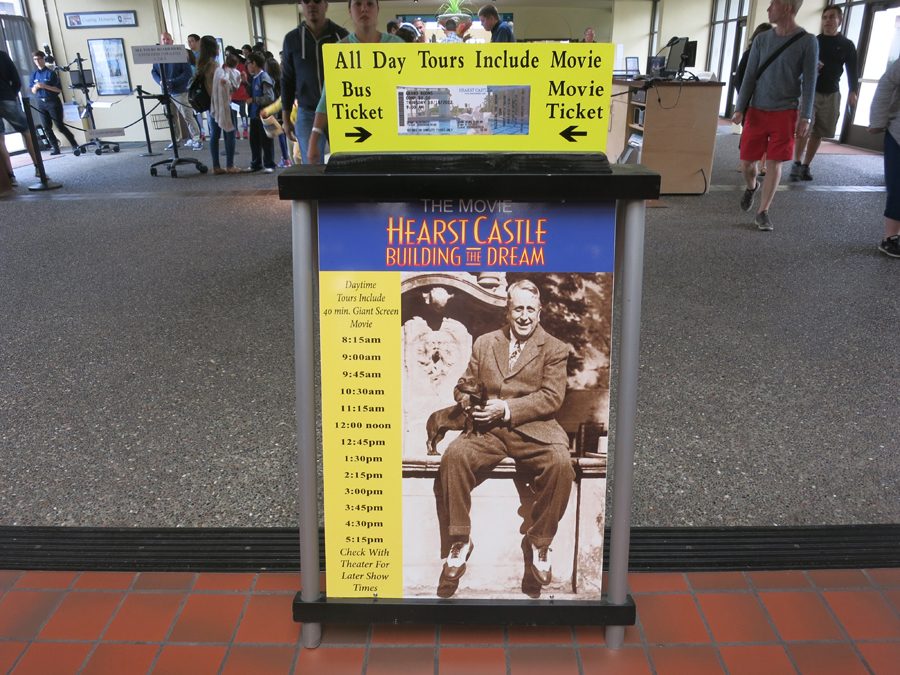 All Day Tours Include Movie
Bus
Ticket
Movie
Ticket
THE MOVIE
HEARST CASTLE
BUILDING THE DREAM
Daytime
Tours Include
40 min. Giant Screen
Movie
8:15am
9:00am
9:45am
10:30am
11:15am
12:00 noon
12:45pm
1:30pm
2:15pm
3:00pm
3:45pm
4:30pm
5:15pm
Check With
Theater For
Later Show
Times